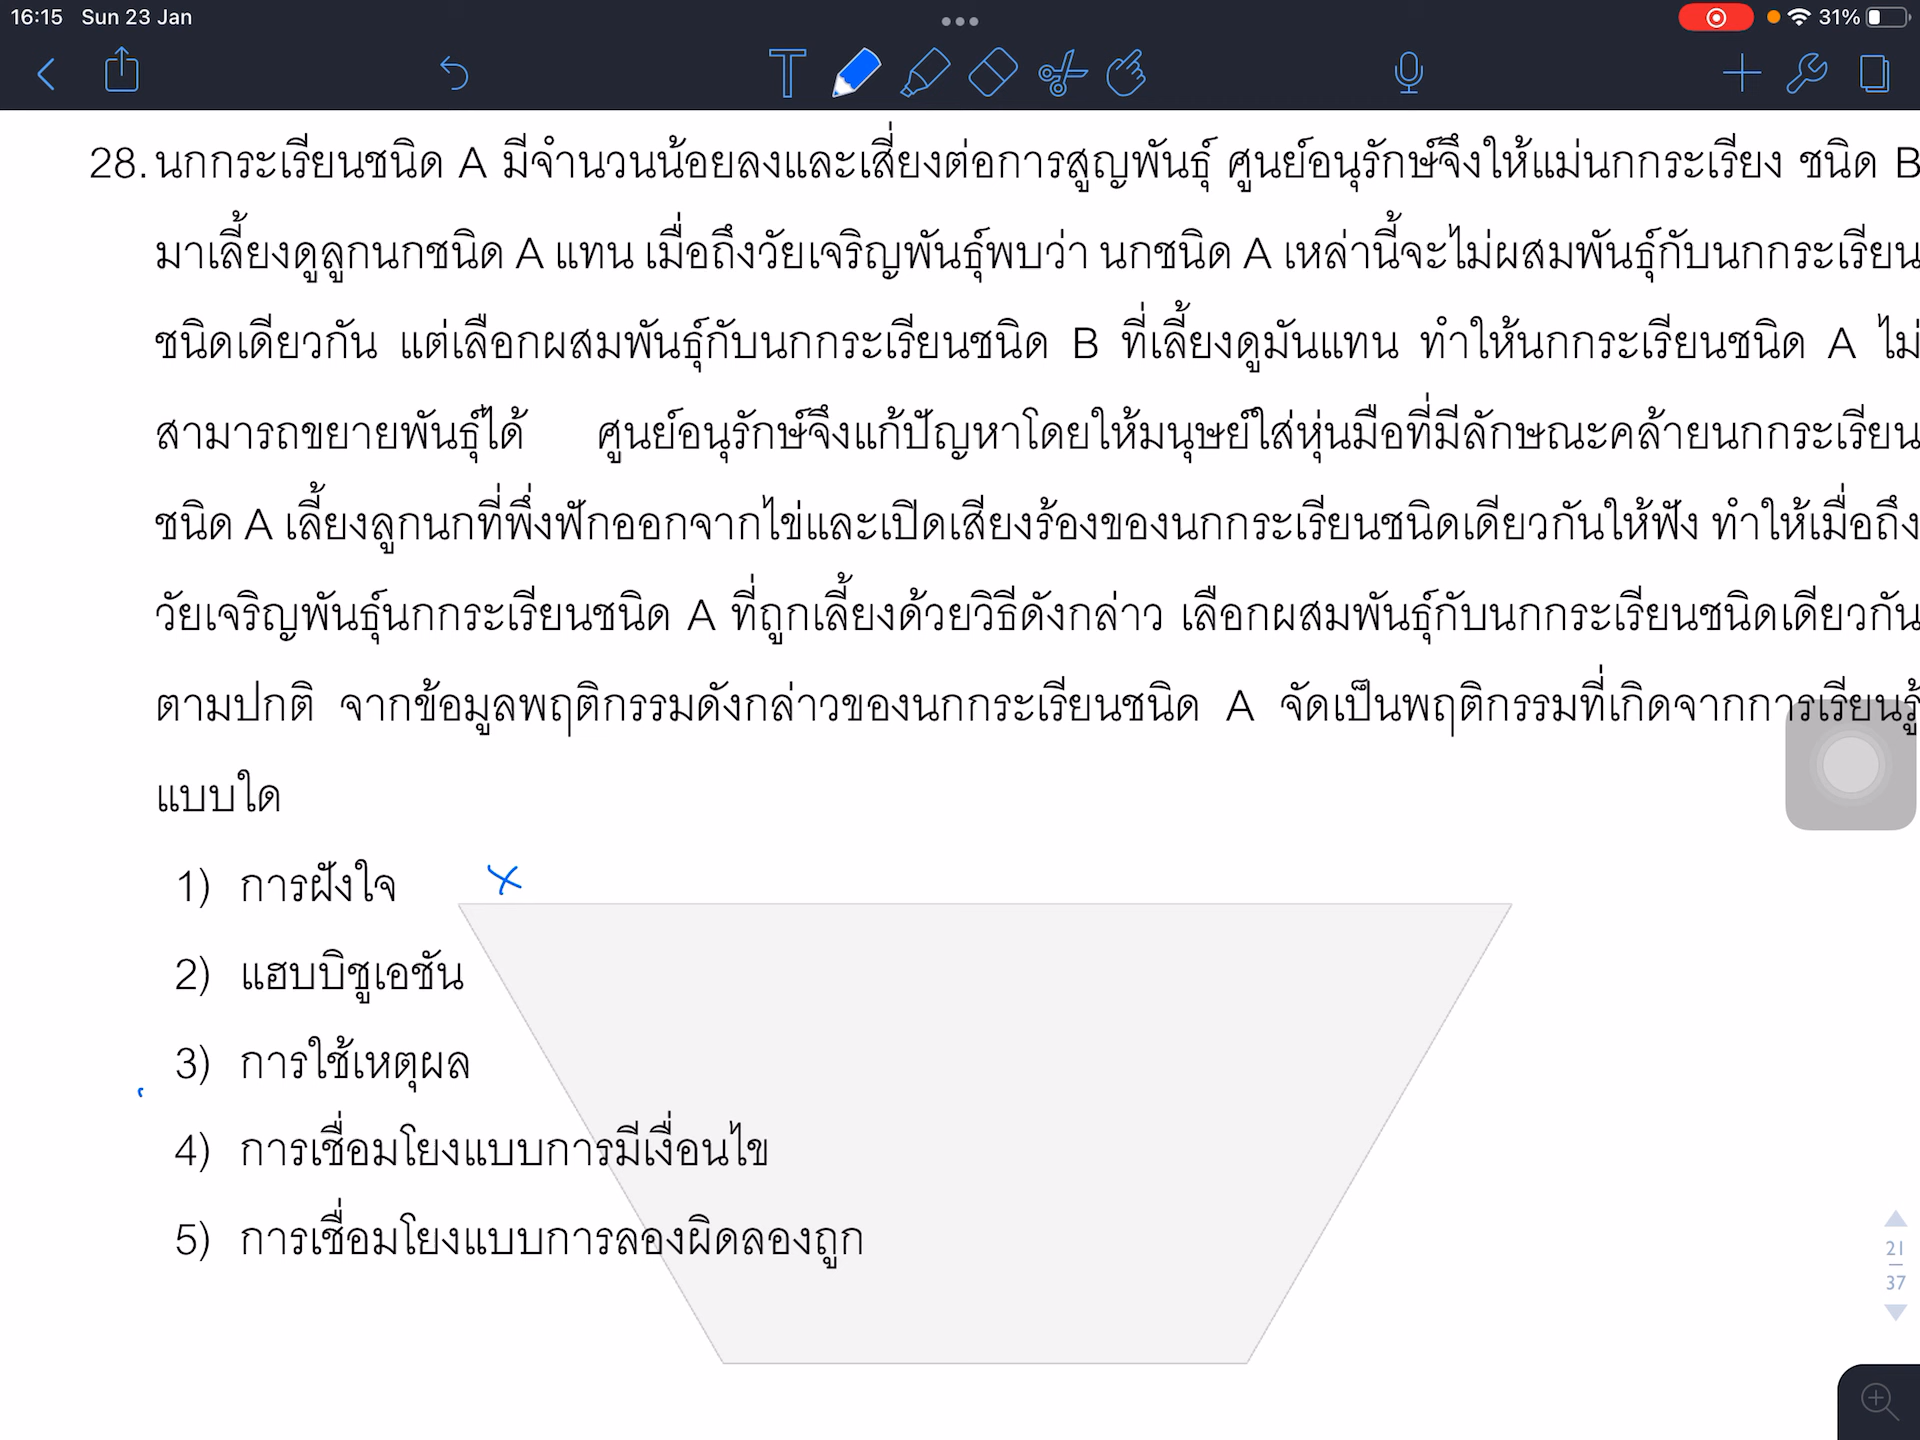 16:15 Sun 23 Jan
31%
28. นกกระเรียนชนิด A มีจำนวนน้อยลงและเสี่ยงต่อการสูญพันธุ์ ศูนย์อนุรักษ์จึงให้แม่นกกระเรียง ชนิด B
มาเลี้ยงดูลูกนกชนิด A แทน เมื่อถึงวัยเจริญพันธุ์พบว่า นกชนิด A เหล่านี้จะไม่ผสมพันธุ์กับนกกระเรียน
ชนิดเดียวกัน แต่เลือกผสมพันธุ์กับนกกระเรียนชนิด B ที่เลี้ยงดูมันแทน ทำให้นกกระเรียนชนิด A ไม่
สามารถขยายพันธุ์ได้ ศูนย์อนุรักษ์จึงแก้ปัญหาโดยให้มนุษย์ใส่หุ่นมือที่มีลักษณะคล้ายนกกระเรียน
ชนิด A เลี้ยงลูกนกที่พึ่งฟักออกจากไข่และเปิดเสียงร้องของนกกระเรียนชนิดเดียวกันให้ฟัง ทำให้เมื่อถึง
วัยเจริญพันธุ์นกกระเรียนชนิด A ที่ถูกเลี้ยงด้วยวิธีดังกล่าว เลือกผสมพันธุ์กับนกกระเรียนชนิดเดียวกัน
ตามปกติ จากข้อมูลพฤติกรรมดังกล่าวของนกกระเรียนชนิด A จัดเป็นพฤติกรรมที่เกิดจากการเรียนรู้
แบบใด
1) การฝังใจ
2) แฮบบิชูเอชัน
3) การใช้เหตุผล
4) การเชื่อมโยงแบบการมีเงื่อนไข
5) การเชื่อมโยงแบบการลองผิดลองถูก
21
37